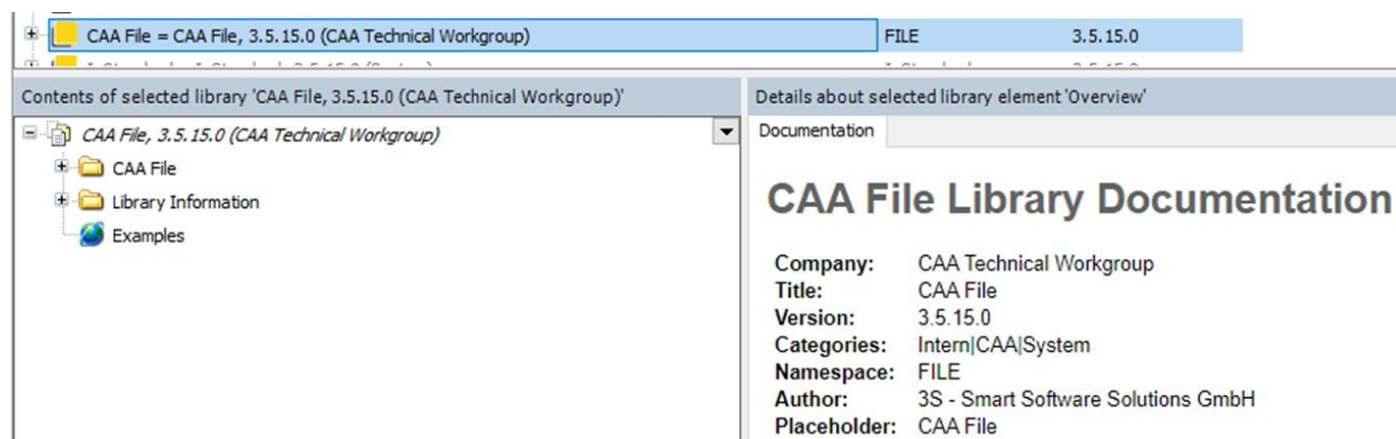 CAA File = CAA File, 3.5.15.0 (CAA Technical Workgroup) FILE 3.5.15.0
Contents of selected library 'CAA File, 3.5.15.0 (CAA Technical Workgroup)'
CAA File, 3.5.15.0 (CAA Technical Workgroup)
CAA File
Library Information
Examples
Details about selected library element 'Overview'
Documentation
CAA File Library Documentation
Company: CAA Technical Workgroup
Title: CAA File
Version: 3.5.15.0
Categories: Intern|CAA|System
Namespace: FILE
Author: 3S - Smart Software Solutions GmbH
Placeholder: CAA File